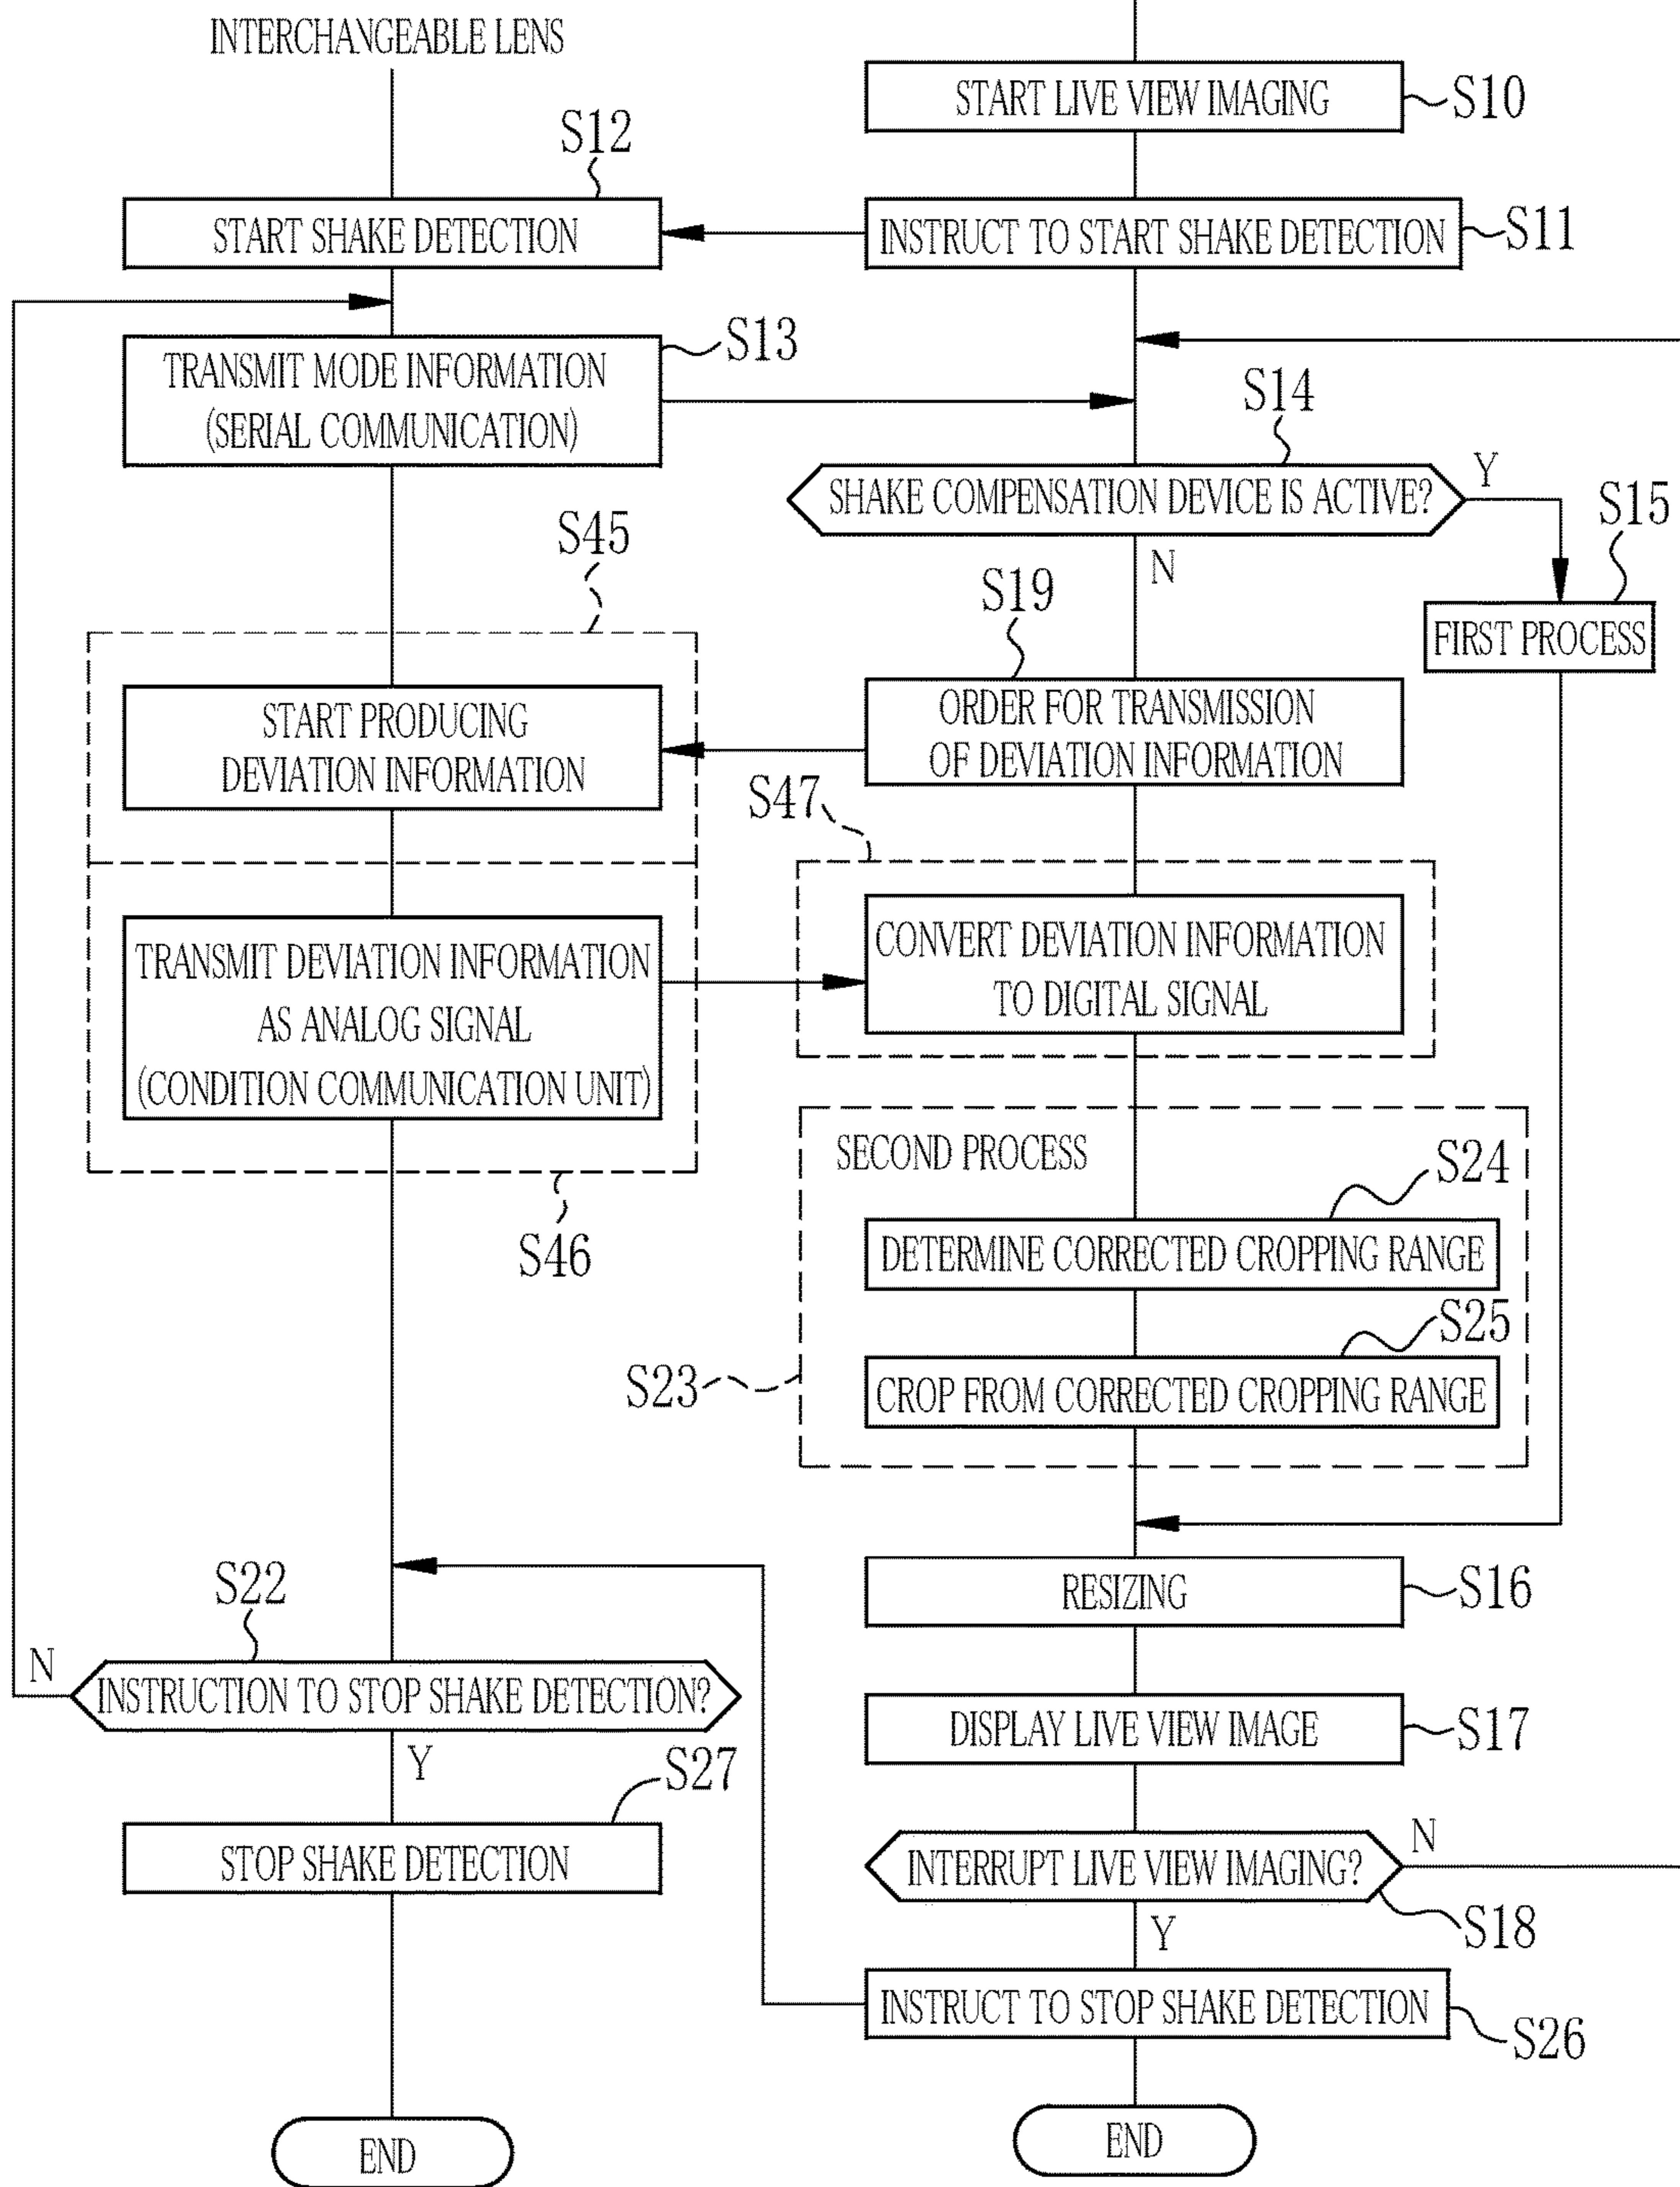 INTERCHANGEABLE LENS
START LIVE VIEW IMAGING
S10
S12
START SHAKE DETECTION
INSTRUCT TO START SHAKE DETECTION
S11
S13
TRANSMIT MODE INFORMATION
(SERIAL COMMUNICATION)
S14
SHAKE COMPENSATION DEVICE IS ACTIVE?
Y
N
S15
FIRST PROCESS
S45
S19
START PRODUCING
DEVIATION INFORMATION
ORDER FOR TRANSMISSION
OF DEVIATION INFORMATION
S47
TRANSMIT DEVIATION INFORMATION
AS ANALOG SIGNAL
(CONDITION COMMUNICATION UNIT)
CONVERT DEVIATION INFORMATION
TO DIGITAL SIGNAL
S46
SECOND PROCESS
S24
DETERMINE CORRECTED CROPPING RANGE
S25
S23
CROP FROM CORRECTED CROPPING RANGE
RESIZING
S16
S22
N
INSTRUCTION TO STOP SHAKE DETECTION?
Y
DISPLAY LIVE VIEW IMAGE
S17
S27
STOP SHAKE DETECTION
INTERRUPT LIVE VIEW IMAGING?
N
S18
Y
INSTRUCT TO STOP SHAKE DETECTION
S26
END
END